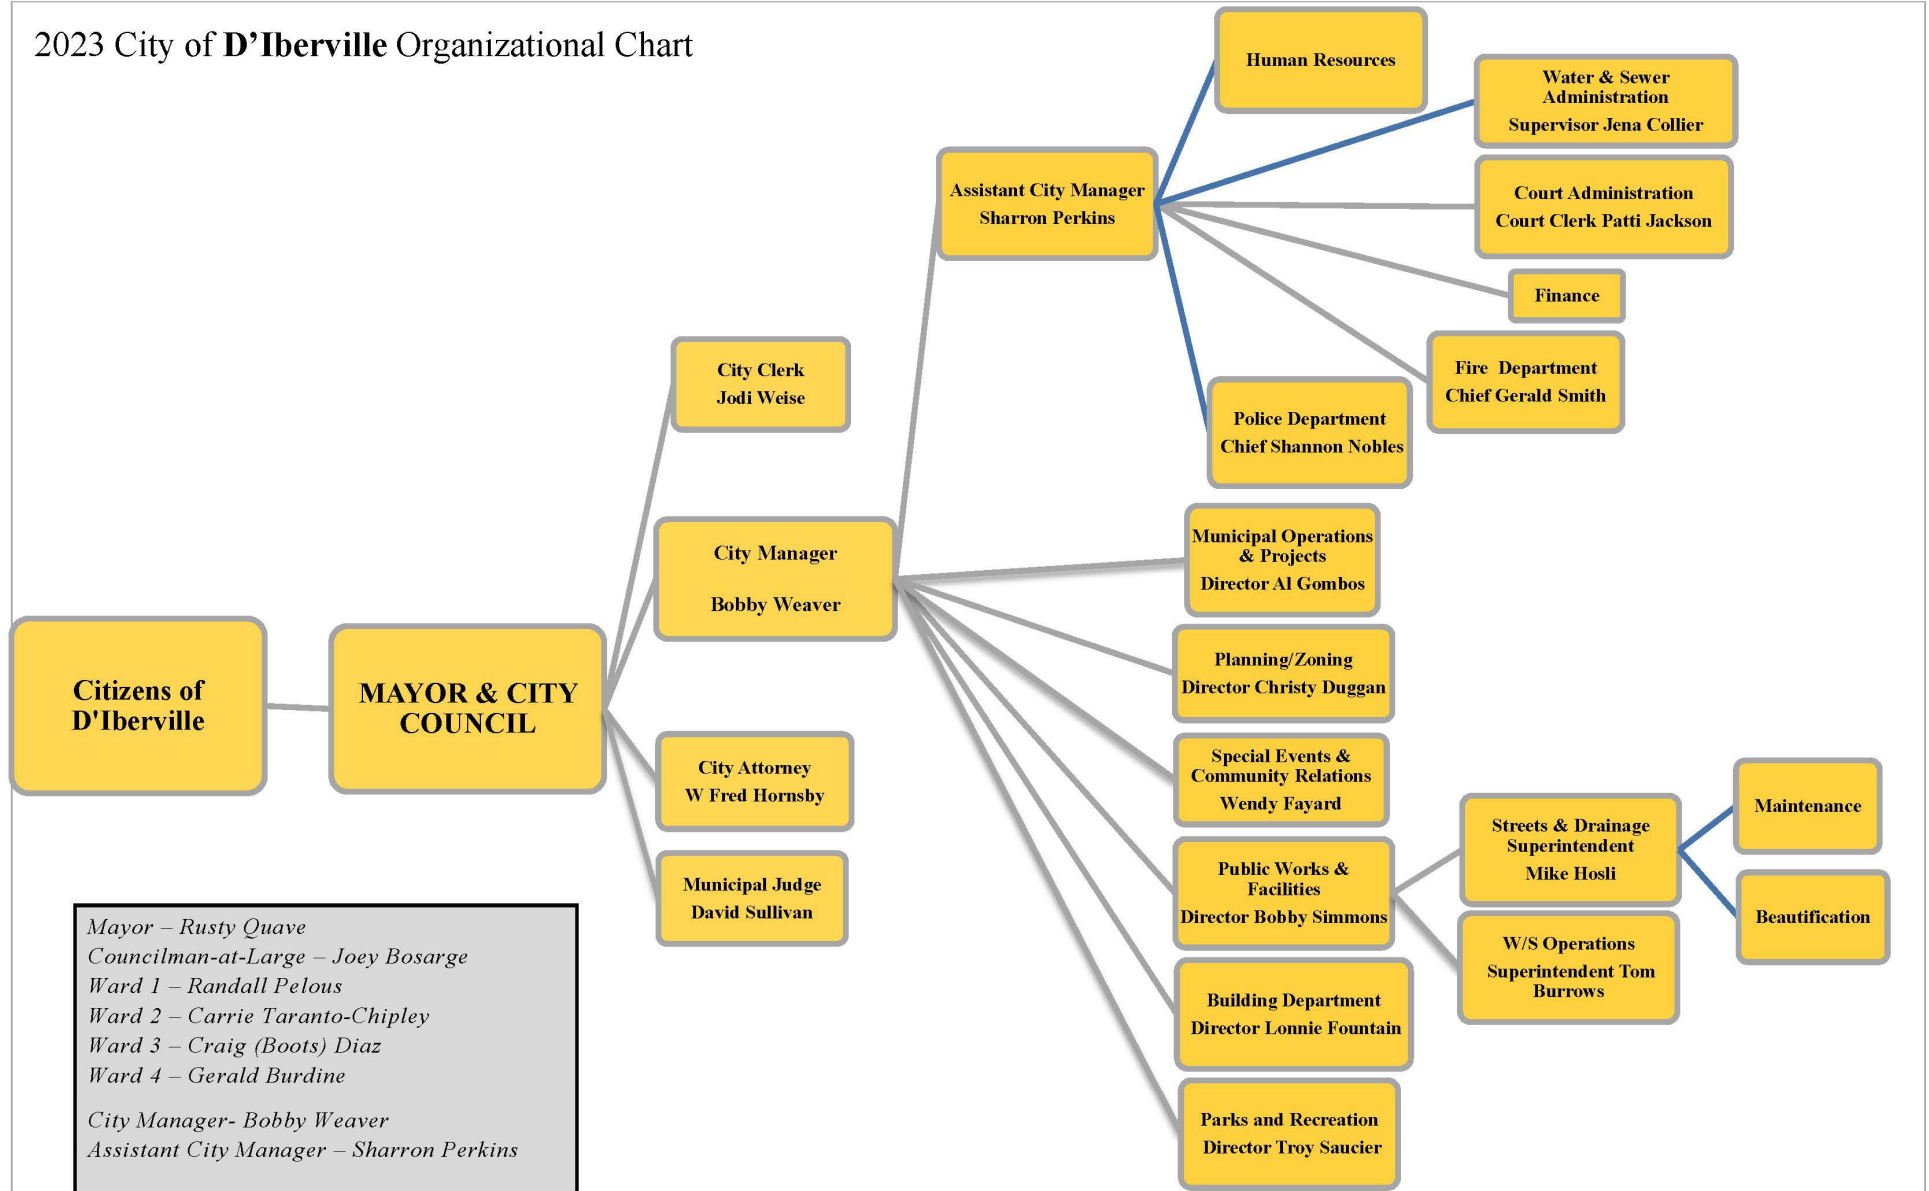 2023 City of D'Iberville Organizational Chart
Citizens of
D'Iberville
MAYOR & CITY
COUNCIL
City Clerk
Jodi Weise
City Manager
Bobby Weaver
City Attorney
W Fred Hornsby
Municipal Judge
David Sullivan
Assistant City Manager
Sharron Perkins
Human Resources
Water & Sewer
Administration
Supervisor Jena Collier
Court Administration
Court Clerk Patti Jackson
Finance
Fire Department
Chief Gerald Smith
Police Department
Chief Shannon Nobles
Municipal Operations
& Projects
Director Al Gombos
Planning/Zoning
Director Christy Duggan
Special Events &
Community Relations
Wendy Fayard
Public Works &
Facilities
Director Bobby Simmons
Streets & Drainage
Superintendent
Mike Hosli
Maintenance
Beautification
W/S Operations
Superintendent Tom
Burrows
Building Department
Director Lonnie Fountain
Parks and Recreation
Director Troy Saucier
Mayor – Rusty Quave
Councilman-at-Large – Joey Bosarge
Ward 1 – Randall Pelous
Ward 2 – Carrie Taranto-Chipley
Ward 3 – Craig (Boots) Diaz
Ward 4 – Gerald Burdine
City Manager- Bobby Weaver
Assistant City Manager – Sharron Perkins